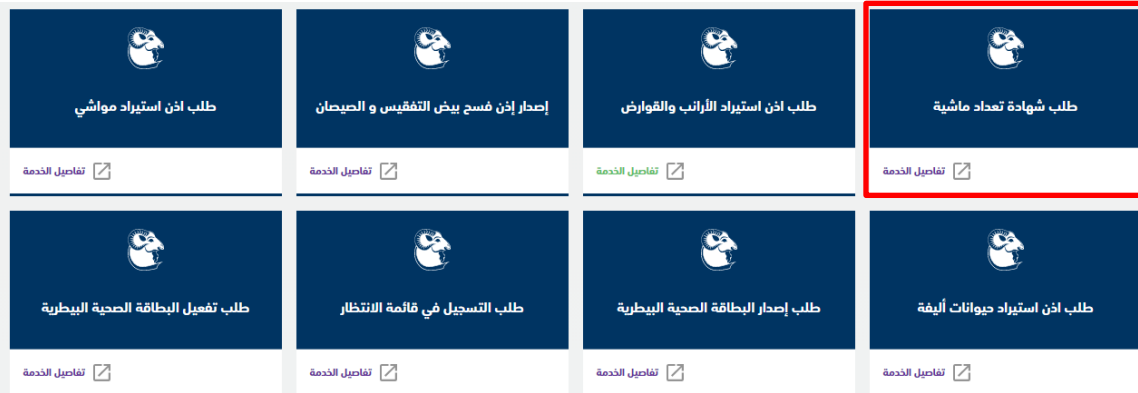 طلب شهادة تعداد ماشية
تفاصيل الخدمة
طلب اذن استيراد الأرانب والقوارض
تفاصيل الخدمة
إصدار إذن فسح بيض التفقيس و الصيصان
تفاصيل الخدمة
طلب اذن استيراد مواشي
تفاصيل الخدمة
طلب اذن استيراد حيوانات أليفة
تفاصيل الخدمة
طلب إصدار البطاقة الصحية البيطرية
تفاصيل الخدمة
طلب التسجيل في قائمة الانتظار
تفاصيل الخدمة
طلب تفعيل البطاقة الصحية البيطرية
تفاصيل الخدمة